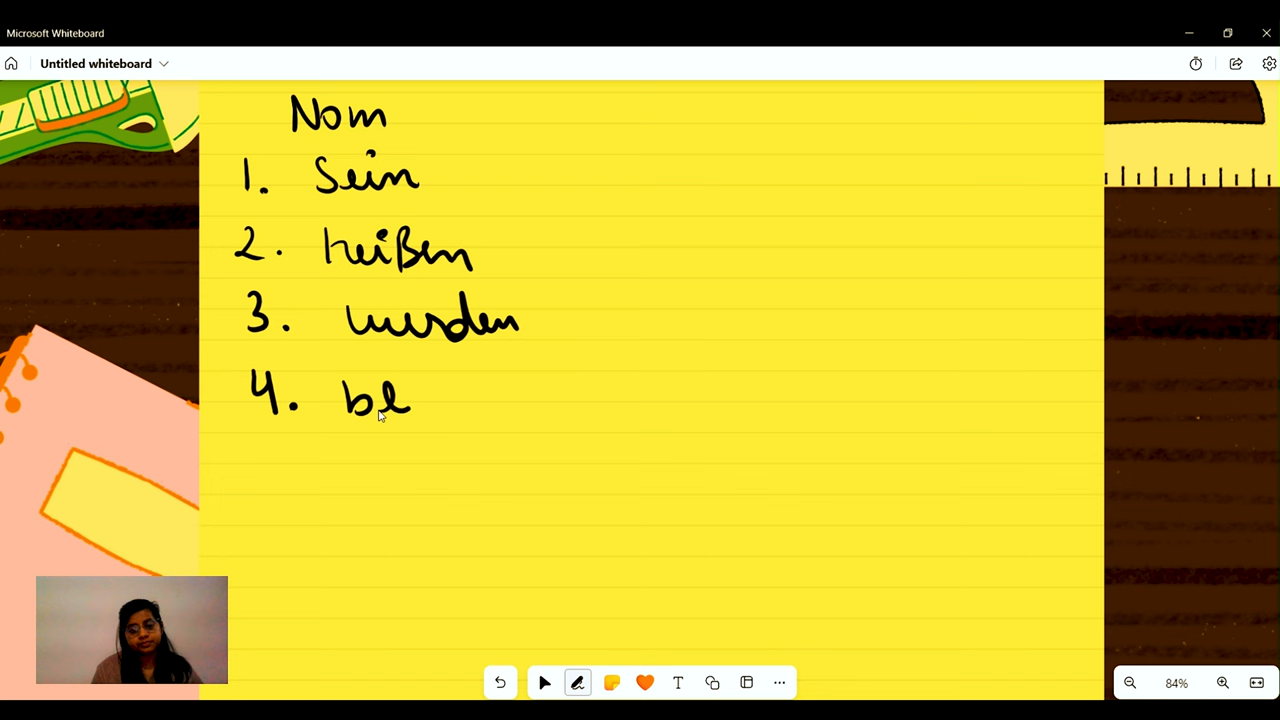 Microsoft Whiteboard
Untitled whiteboard
Nom
1. Sein
2. heißen
3. werden
4. bl
84%